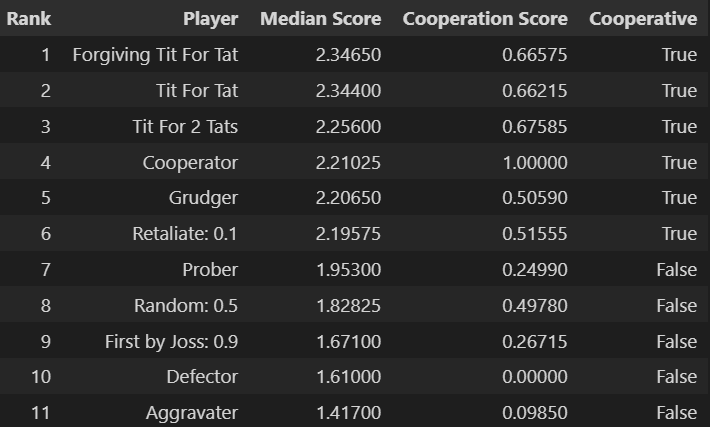 Rank Player Median Score Cooperation Score Cooperative
1 Forgiving Tit For Tat 2.34650 0.66575 True
2 Tit For Tat 2.34400 0.66215 True
3 Tit For 2 Tats 2.25600 0.67585 True
4 Cooperator 2.21025 1.00000 True
5 Grudger 2.20650 0.50590 True
6 Retaliate: 0.1 2.19575 0.51555 True
7 Prober 1.95300 0.24990 False
8 Random: 0.5 1.82825 0.49780 False
9 First by Joss: 0.9 1.67100 0.26715 False
10 Defector 1.61000 0.00000 False
11 Aggravater 1.41700 0.09850 False